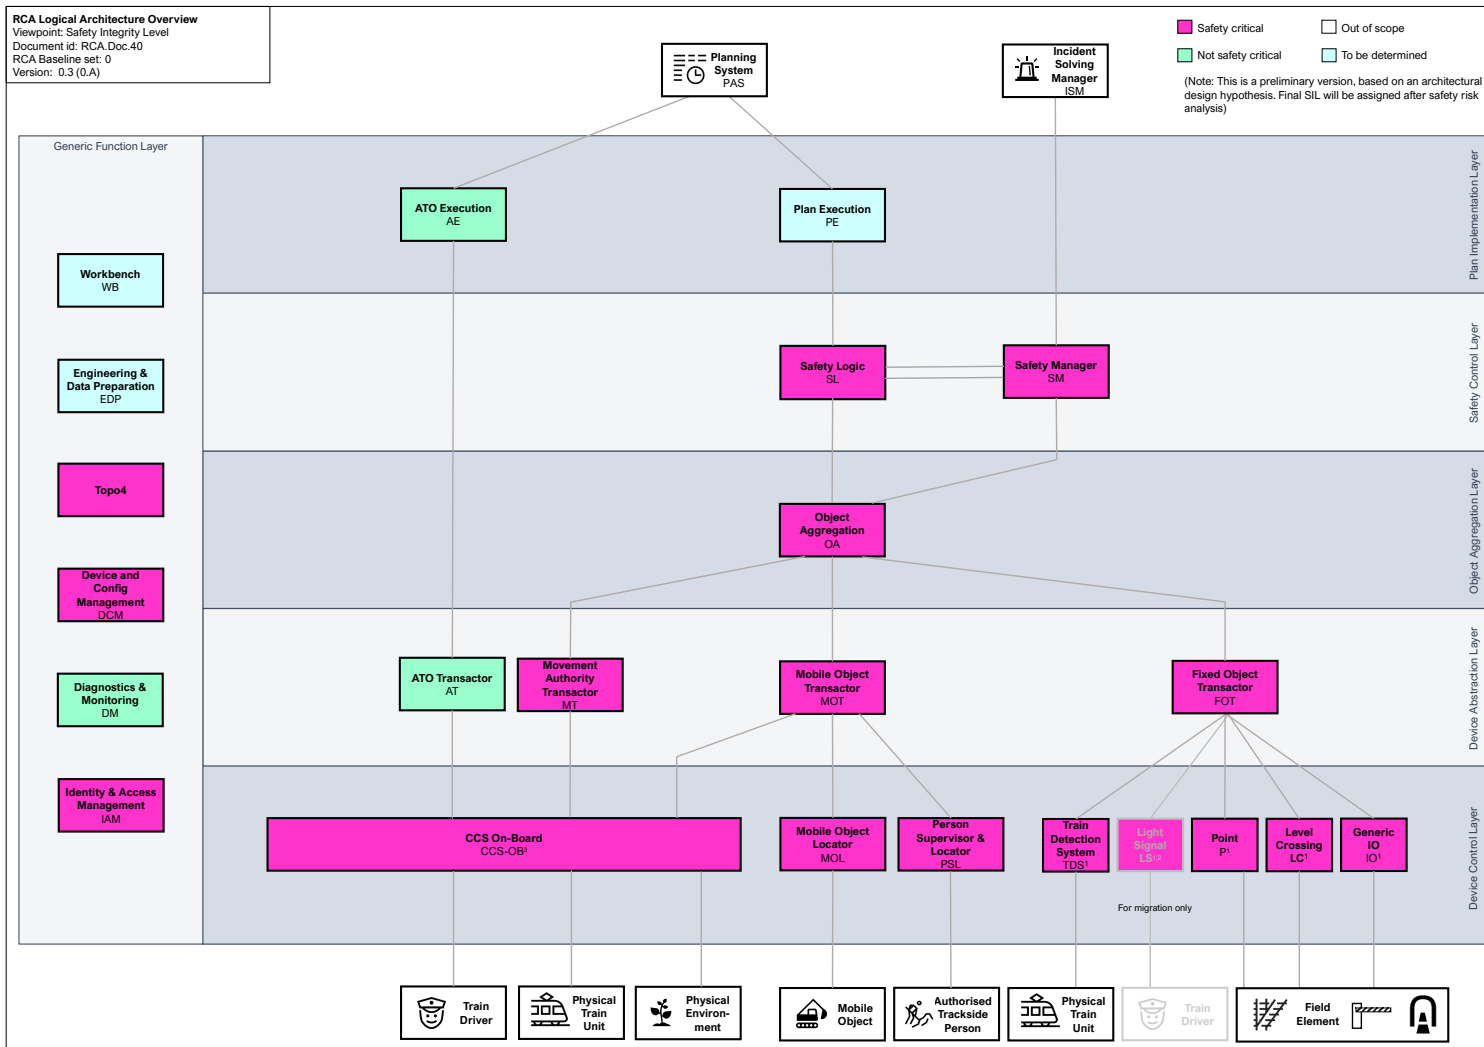 RCA Logical Architecture Overview
Viewpoint: Safety Integrity Level
Document id: RCA.Doc.40
RCA Baseline set: 0
Version: 0.3 (0.A)
Planning
System
PAS
Incident
Solving
Manager
ISM
Safety critical
Out of scope
Not safety critical
To be determined
(Note: This is a preliminary version, based on an architectural
design hypothesis. Final SIL will be assigned after safety risk
analysis)
Generic Function Layer
Workbench
WB
Engineering &
Data Preparation
EDP
Topo4
Device and
Config
Management
DCM
Diagnostics &
Monitoring
DM
Identity & Access
Management
IAM
Plan Implementation Layer
ATO Execution
AE
Plan Execution
PE
Safety Control Layer
Safety Logic
SL
Safety Manager
SM
Object Aggregation Layer
Object
Aggregation
OA
Device Abstraction Layer
ATO Transactor
AT
Movement
Authority
Transactor
MT
Mobile Object
Transactor
MOT
Fixed Object
Transactor
FOT
Device Control Layer
CCS On-Board
CCS-OB³
Mobile Object
Locator
MOL
Person
Supervisor &
Locator
PSL
Train
Detection
System
TDS¹
Light
Signal
LS¹,²
Point
P¹
Level
Crossing
LC¹
Generic
IO
IO¹
For migration only
Train
Driver
Physical
Train
Unit
Physical
Environ-
ment
Mobile
Object
Authorised
Trackside
Person
Physical
Train
Unit
Train
Driver
Field
Element